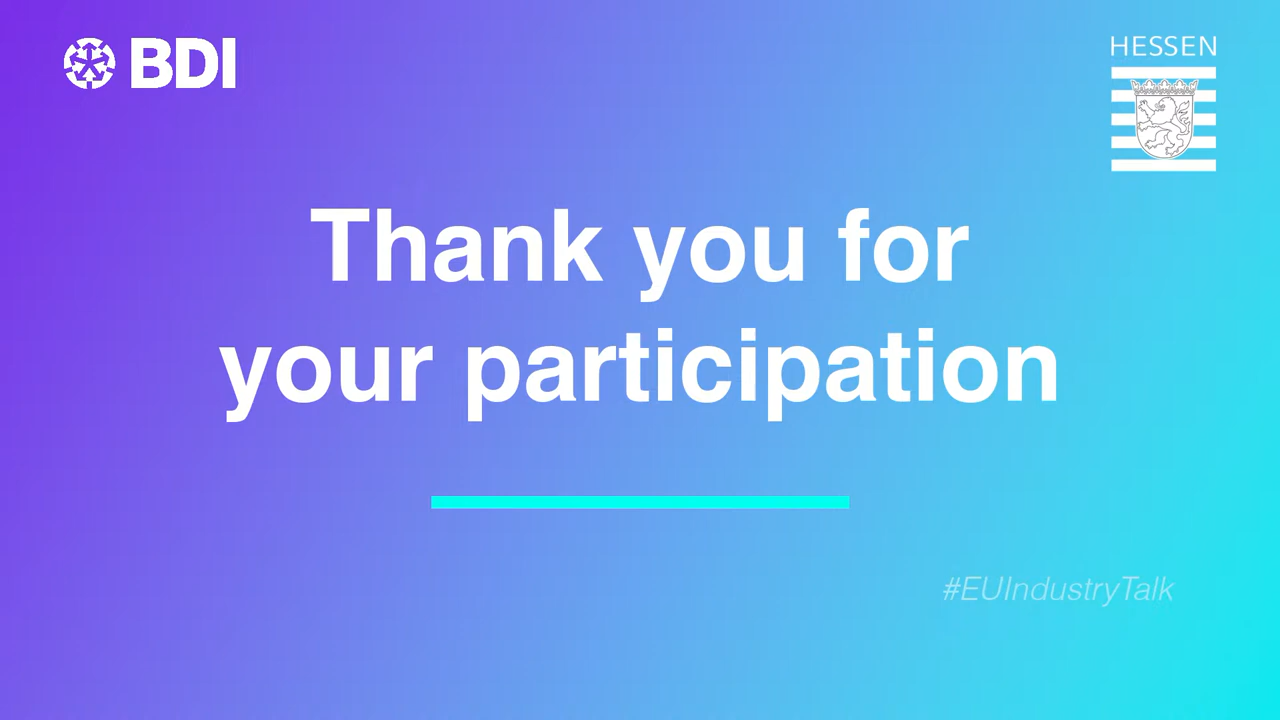 BDI
HESSEN
Thank you for
your participation
#EUIndustryTalk